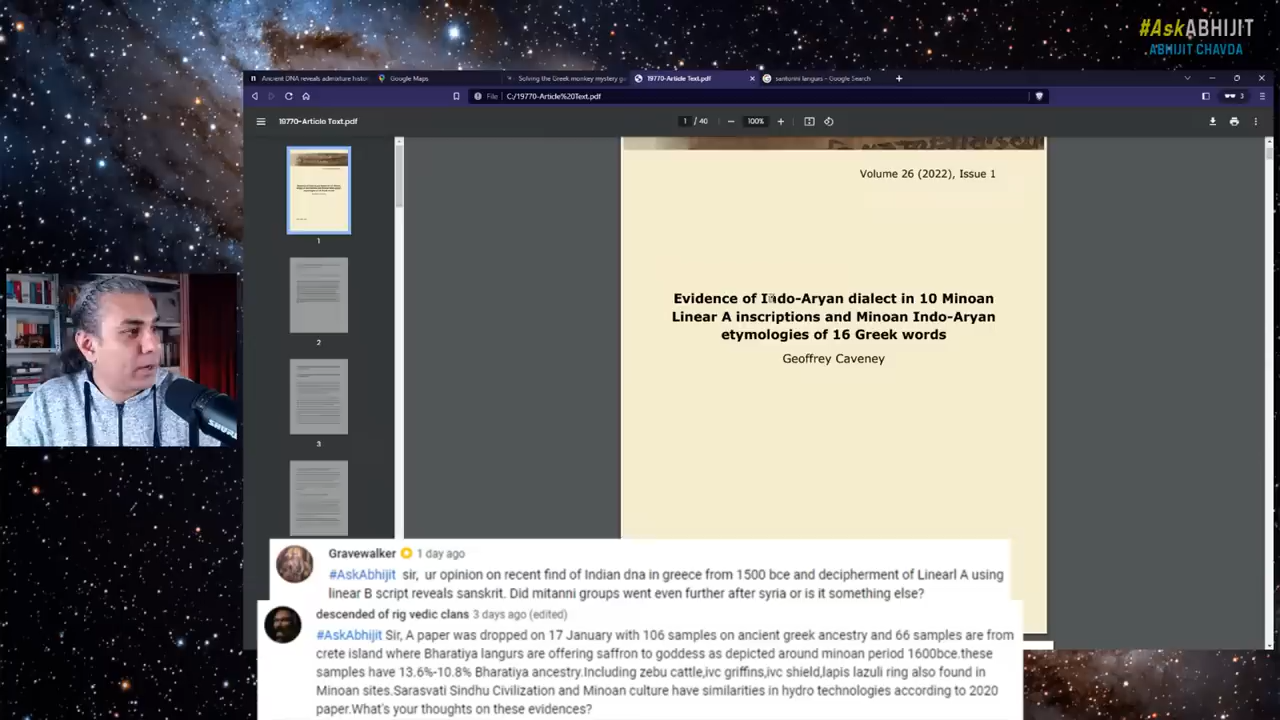 #AskABHIJIT
ABHIJIT CHAVDA
Ancient DNA reveals admixture histo
Google Maps
Solving the Greek monkey mystery g
19770-Article Text.pdf
santorini langurs - Google Search
File
C:/19770-Article%20Text.pdf
19770-Article Text.pdf
1 / 40
100%
3
1
2
3
Volume 26 (2022), Issue 1
Evidence of Indo-Aryan dialect in 10 Minoan
Linear A inscriptions and Minoan Indo-Aryan
etymologies of 16 Greek words
Geoffrey Caveney
Gravewalker 1 day ago
#AskAbhijit sir, ur opinion on recent find of Indian dna in greece from 1500 bce and decipherment of Linearl A using
linear B script reveals sanskrit. Did mitanni groups went even further after syria or is it something else?
descended of rig vedic clans 3 days ago (edited)
#AskAbhijit Sir, A paper was dropped on 17 January with 106 samples on ancient greek ancestry and 66 samples are from
crete island where Bharatiya langurs are offering saffron to goddess as depicted around minoan period 1600bce.these
samples have 13.6%-10.8% Bharatiya ancestry.Including zebu cattle,ivc griffins,ivc shield,lapis lazuli ring also found in
Minoan sites.Sarasvati Sindhu Civilization and Minoan culture have similarities in hydro technologies according to 2020
paper.What's your thoughts on these evidences?